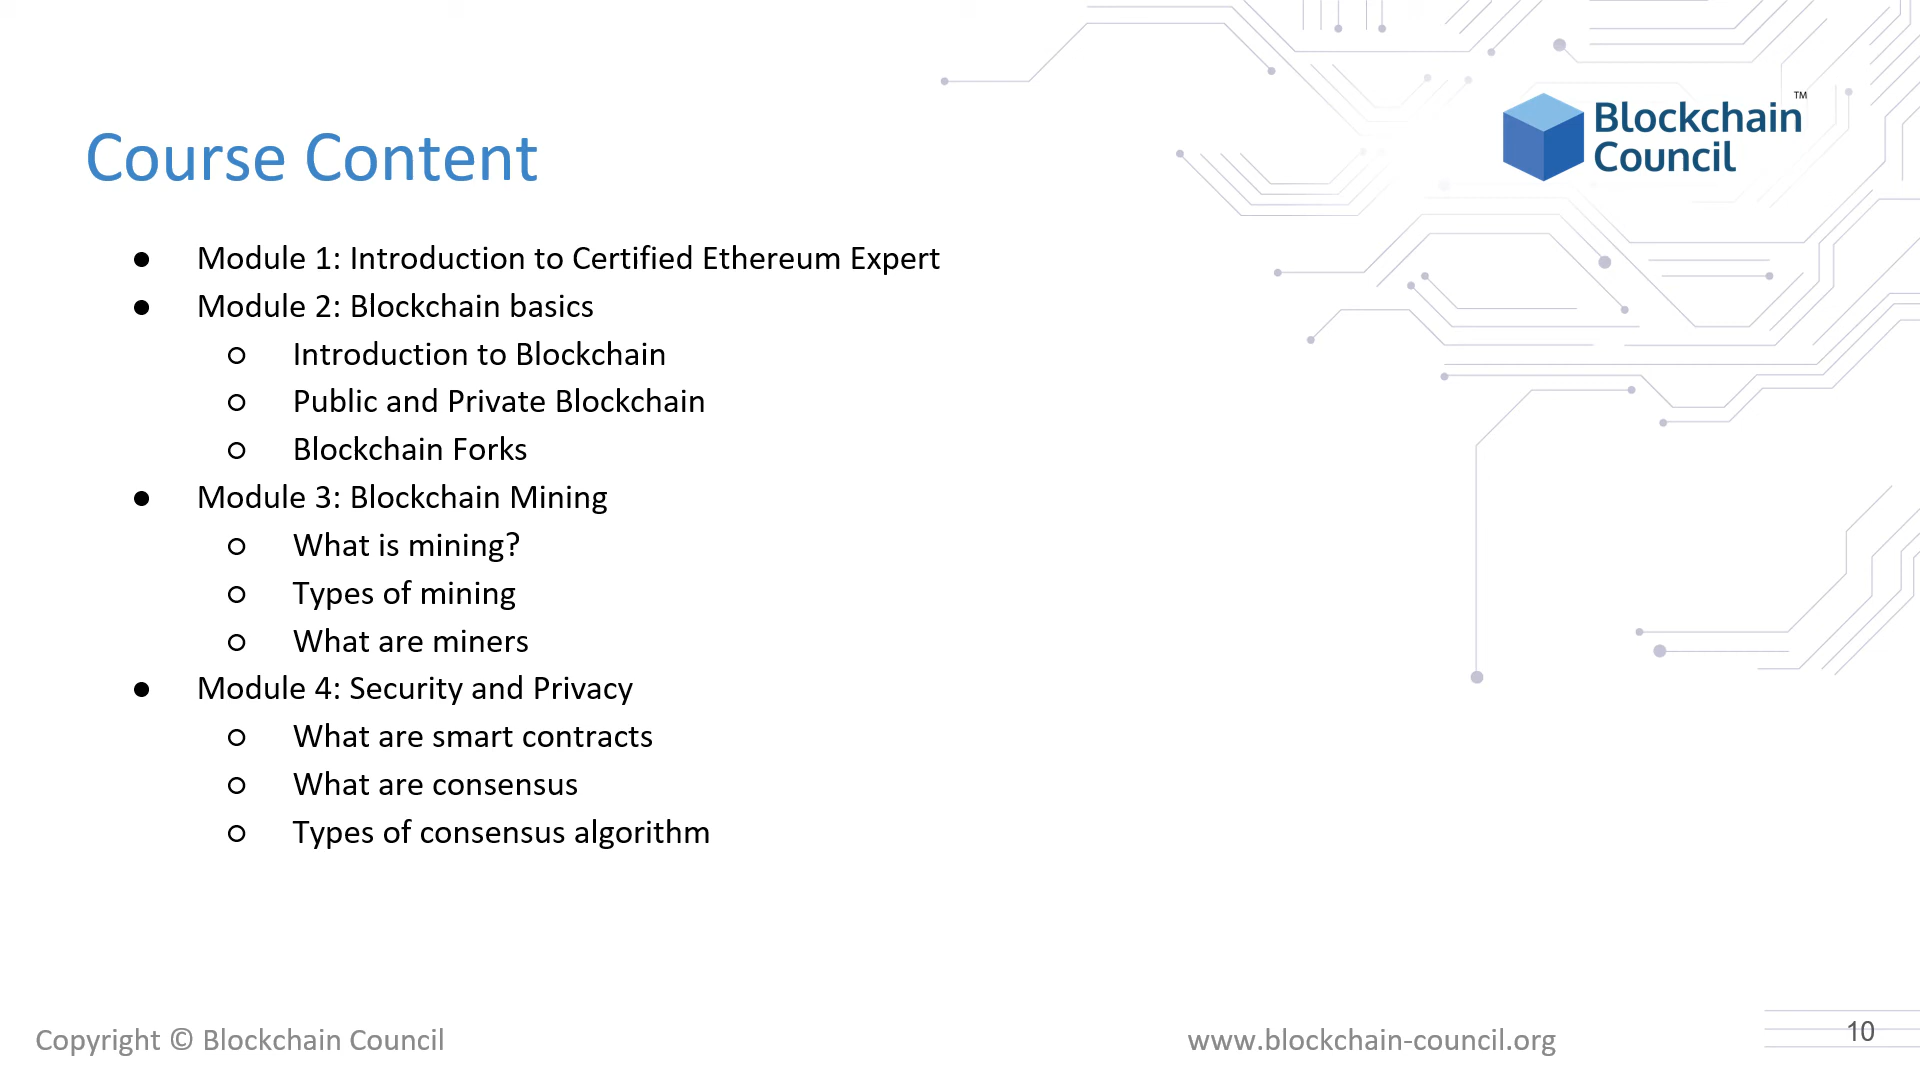 Blockchain™
Council
Course Content
● Module 1: Introduction to Certified Ethereum Expert
● Module 2: Blockchain basics
○ Introduction to Blockchain
○ Public and Private Blockchain
○ Blockchain Forks
● Module 3: Blockchain Mining
○ What is mining?
○ Types of mining
○ What are miners
● Module 4: Security and Privacy
○ What are smart contracts
○ What are consensus
○ Types of consensus algorithm
Copyright © Blockchain Council
www.blockchain-council.org
10